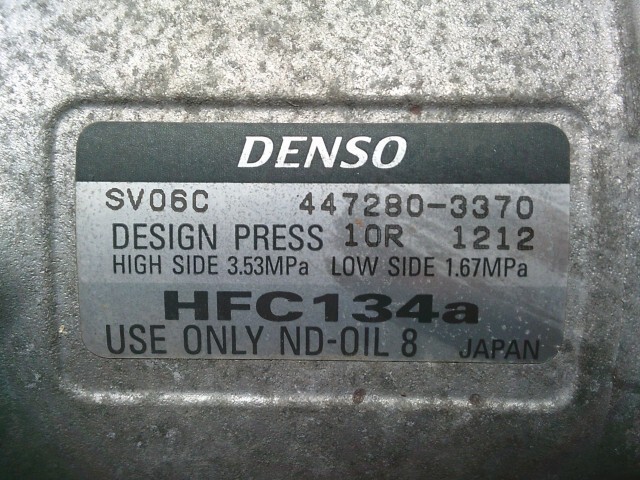 DENSO
SV06C 447280-3370
DESIGN PRESS 10R 1212
HIGH SIDE 3.53MPa LOW SIDE 1.67MPa
HFC134a
USE ONLY ND-OIL 8 JAPAN